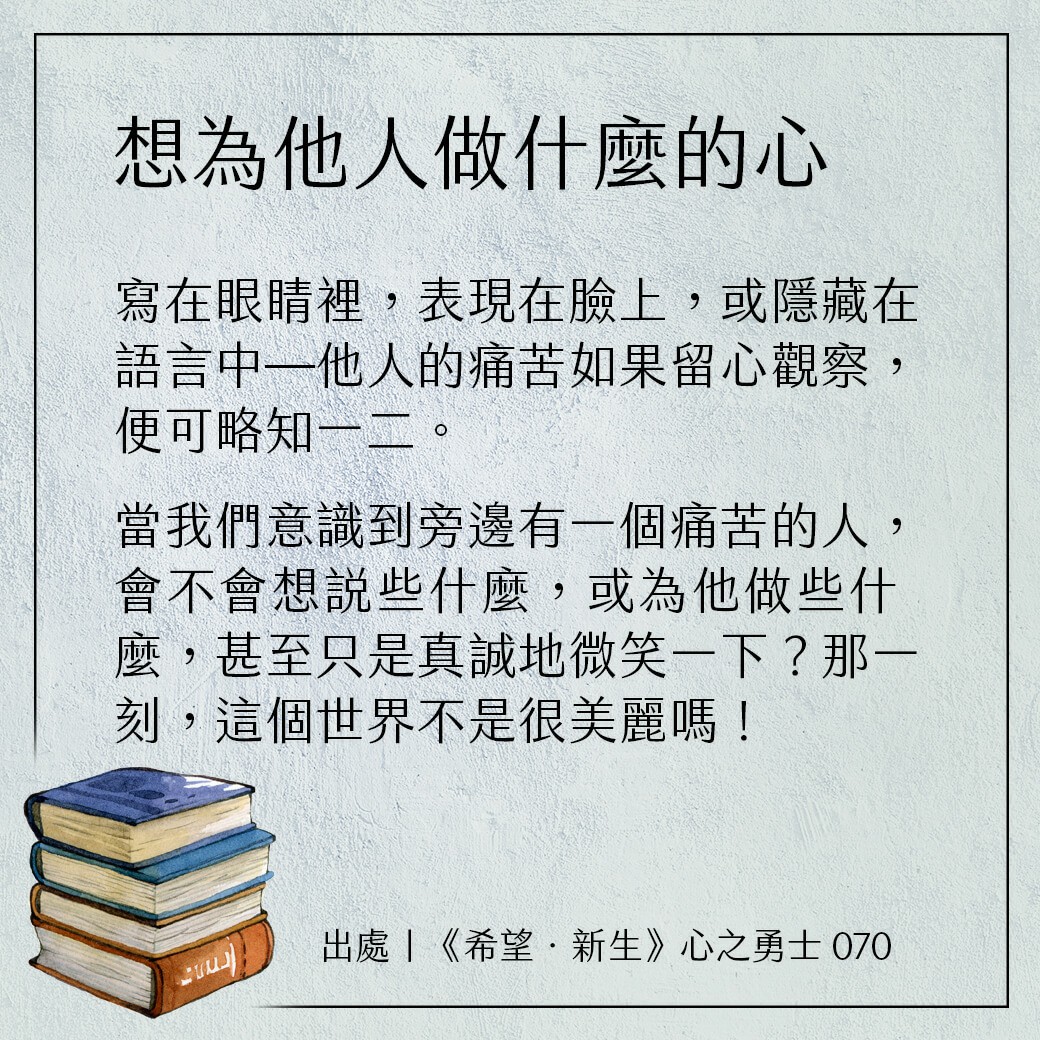 想為他人做什麼的心
寫在眼睛裡，表現在臉上，或隱藏在
語言中—他人的痛苦如果留心觀察，
便可略知一二。
當我們意識到旁邊有一個痛苦的人，
會不會想説些什麼，或為他做些什
麼，甚至只是真誠地微笑一下？那一
刻，這個世界不是很美麗嗎！
出處｜《希望．新生》心之勇士 070